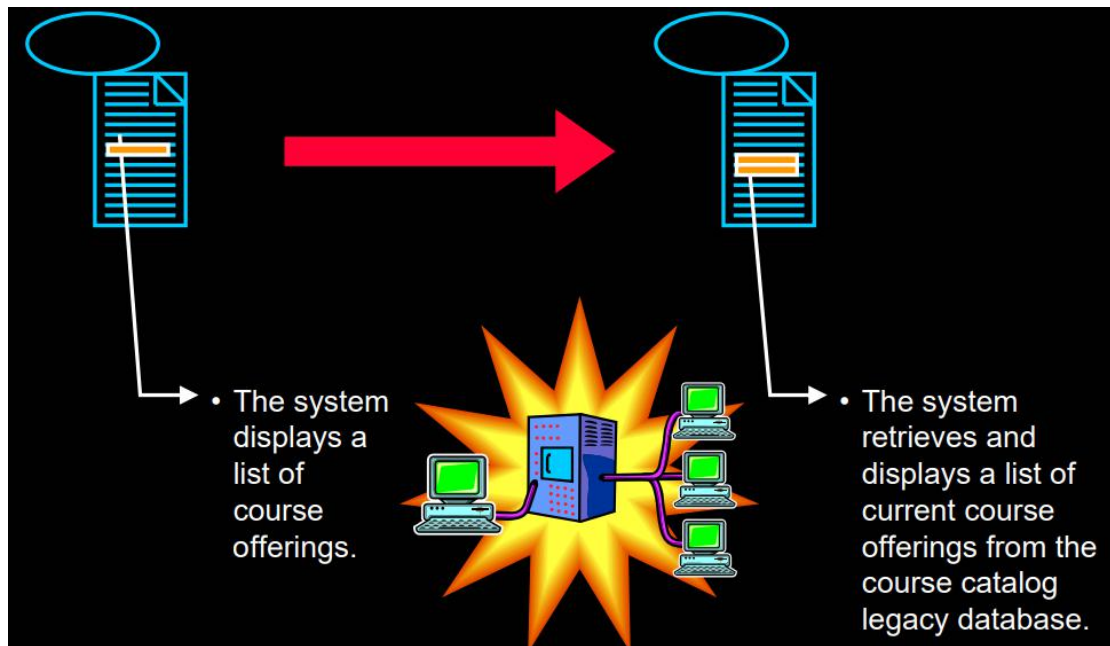 • The system
displays a
list of
course
offerings.
• The system
retrieves and
displays a list of
current course
offerings from the
course catalog
legacy database.